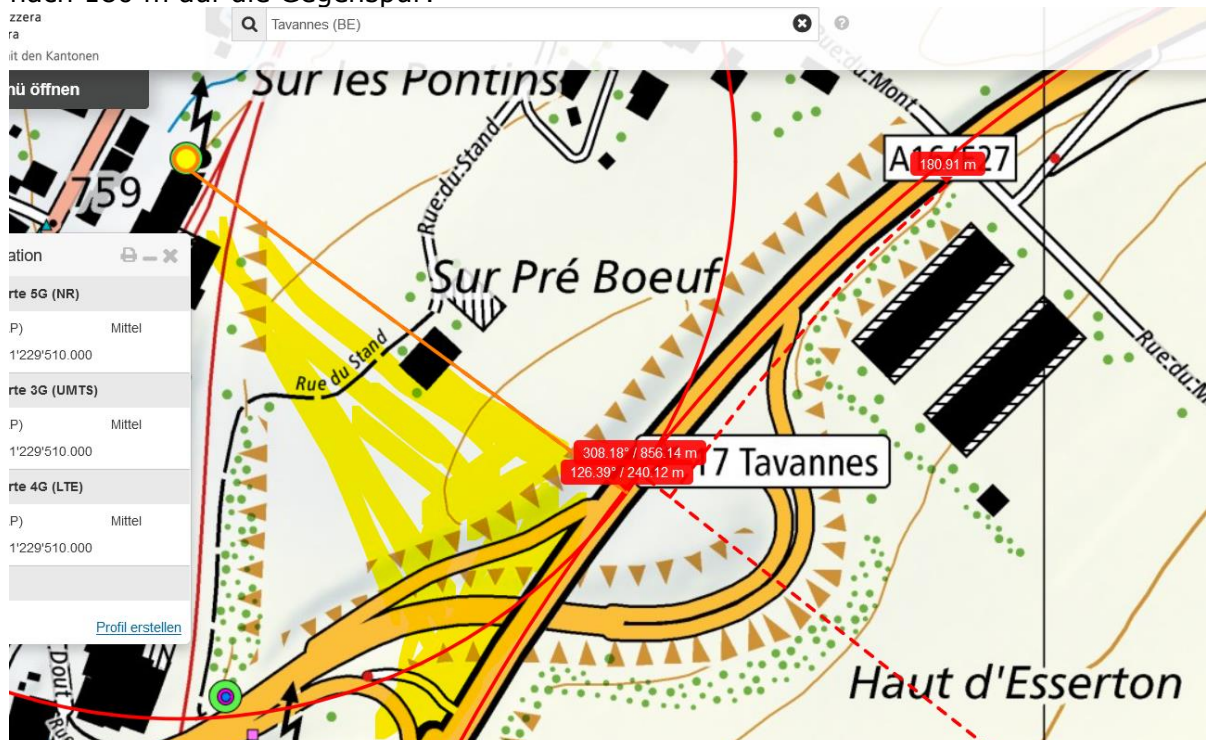 nach 180 m auf die Gegenspur.
zzera
ra
it den Kantonen
Tavannes (BE)
nü öffnen
Sur les Pontins
Rue du Mont
A16/E27
180.91 m
759
Rue du Stand
Sur Pré Boeuf
ation
rte 5G (NR)
P) Mittel
1'229'510.000
rte 3G (UMTS)
P) Mittel
1'229'510.000
rte 4G (LTE)
P) Mittel
1'229'510.000
Profil erstellen
Rue du Stand
Rue du M
308.18° / 856.14 m
126.39° / 240.12 m
17 Tavannes
Haut d'Esserton